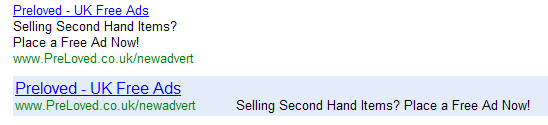 Preloved - UK Free Ads
Selling Second Hand Items?
Place a Free Ad Now!
www.PreLoved.co.uk/newadvert
Preloved - UK Free Ads
www.PreLoved.co.uk/newadvert Selling Second Hand Items? Place a Free Ad Now!